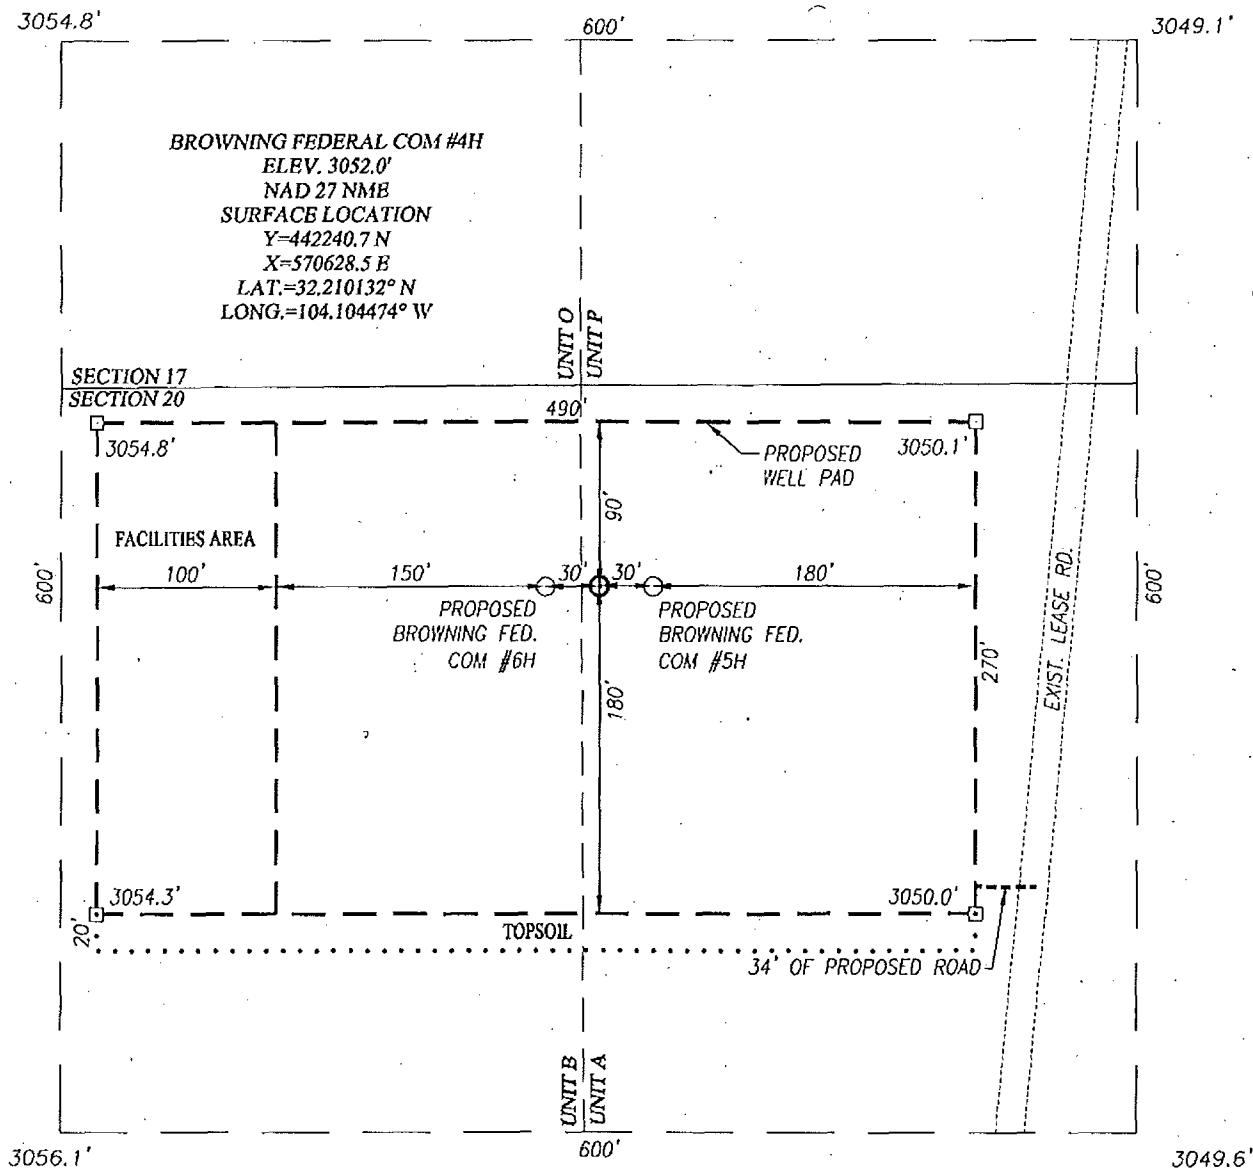 3054.8'
600'
3049.1'
BROWNING FEDERAL COM #4H
ELEV. 3052.0'
NAD 27 NME
SURFACE LOCATION
Y=442240.7 N
X=570628.5 E
LAT.=32.210132° N
LONG.=104.104474° W
UNIT O
UNIT P
SECTION 17
SECTION 20
490'
3054.8'
3050.1'
PROPOSED
WELL PAD
90'
FACILITIES AREA
100'
150'
30'
30'
180'
600'
600'
PROPOSED
BROWNING FED.
COM #6H
PROPOSED
BROWNING FED.
COM #5H
180'
270'
EXIST. LEASE RD.
3054.3'
3050.0'
20'
TOPSOIL
34' OF PROPOSED ROAD
UNIT B
UNIT A
3056.1'
600'
3049.6'